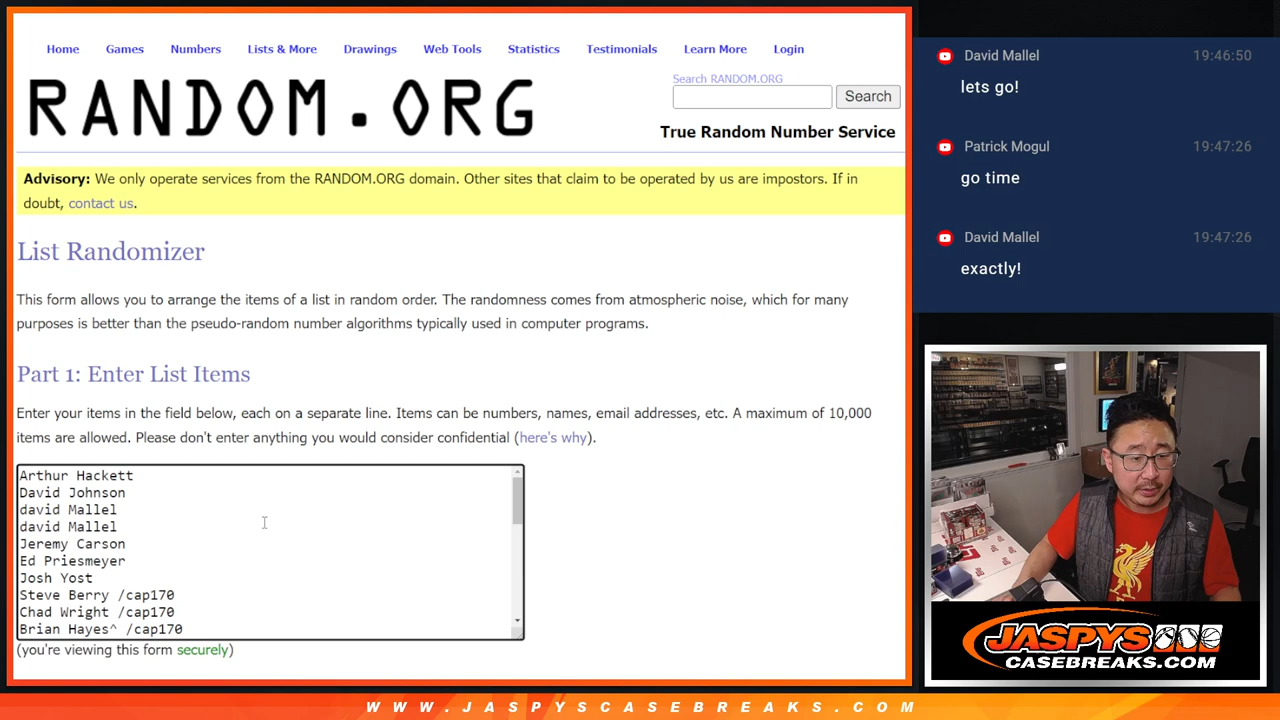 Home Games Numbers Lists & More Drawings Web Tools Statistics Testimonials Learn More Login
RANDOM.ORG
Search RANDOM.ORG
Search
True Random Number Service
Advisory: We only operate services from the RANDOM.ORG domain. Other sites that claim to be operated by us are impostors. If in
doubt, contact us.
List Randomizer
This form allows you to arrange the items of a list in random order. The randomness comes from atmospheric noise, which for many
purposes is better than the pseudo-random number algorithms typically used in computer programs.
Part 1: Enter List Items
Enter your items in the field below, each on a separate line. Items can be numbers, names, email addresses, etc. A maximum of 10,000
items are allowed. Please don't enter anything you would consider confidential (here's why).
Arthur Hackett
David Johnson
david Mallel
david Mallel
Jeremy Carson
Ed Priesmeyer
Josh Yost
Steve Berry /cap170
Chad Wright /cap170
Brian Hayes^ /cap170
(you're viewing this form securely)
David Mallel 19:46:50
lets go!
Patrick Mogul 19:47:26
go time
David Mallel 19:47:26
exactly!
JASPYS
CASEBREAKS.COM
WWW.JASPYSCASEBREAKS.COM